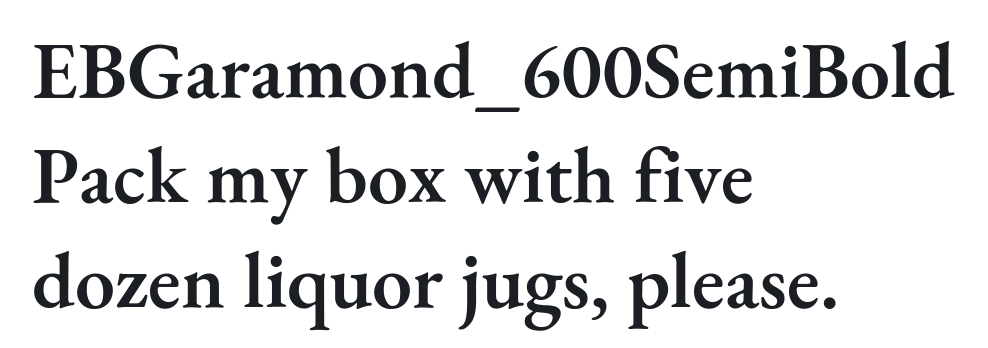 EBGaramond_600SemiBold
Pack my box with five
dozen liquor jugs, please.